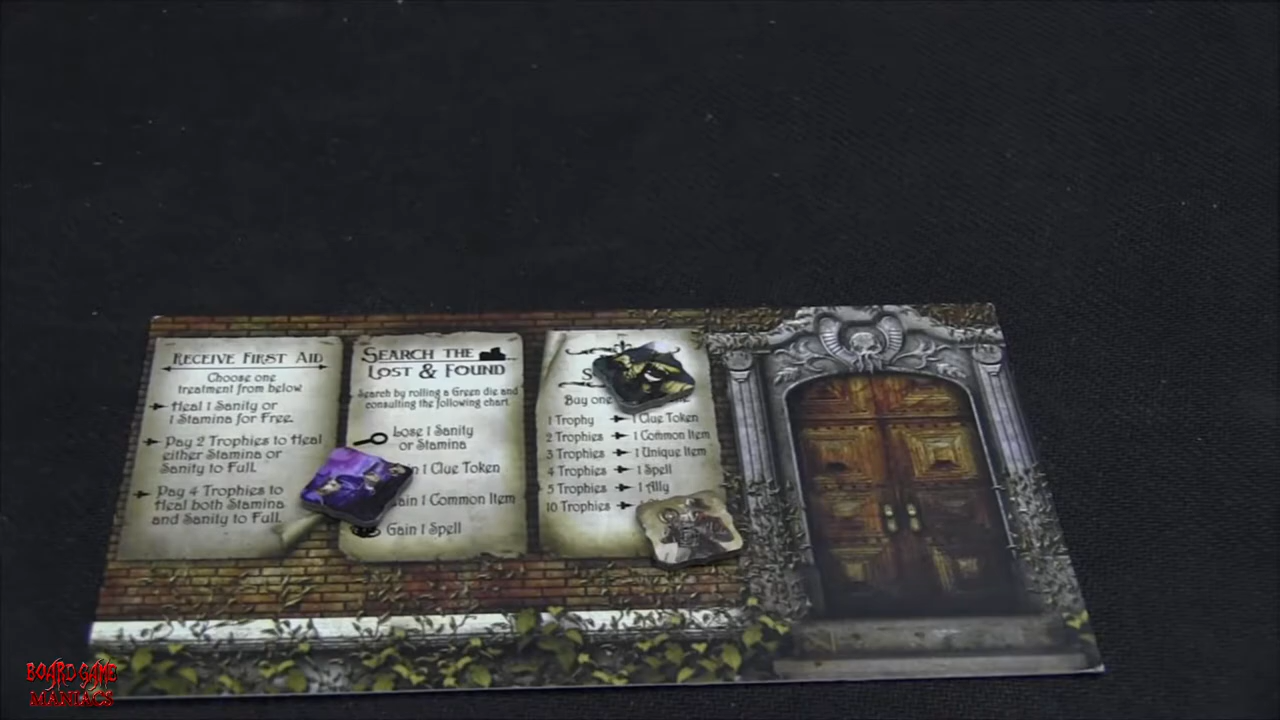 Receive First Aid
Choose one
treatment from below.
Heal 1 Sanity or
1 Stamina for Free.
Pay 2 Trophies to Heal
either Stamina or
Sanity to Full.
Pay 4 Trophies to
Heal both Stamina
and Sanity to Full.
Search the
Lost & Found
Search by rolling a Green die and
consulting the following chart.
Lose 1 Sanity
or Stamina
1 Clue Token
1 Common Item
Gain 1 Spell
Buy one
1 Trophy 1 Clue Token
2 Trophies 1 Common Item
3 Trophies 1 Unique Item
4 Trophies 1 Spell
5 Trophies 1 Ally
10 Trophies 1
BOARD GAME
MANIACS